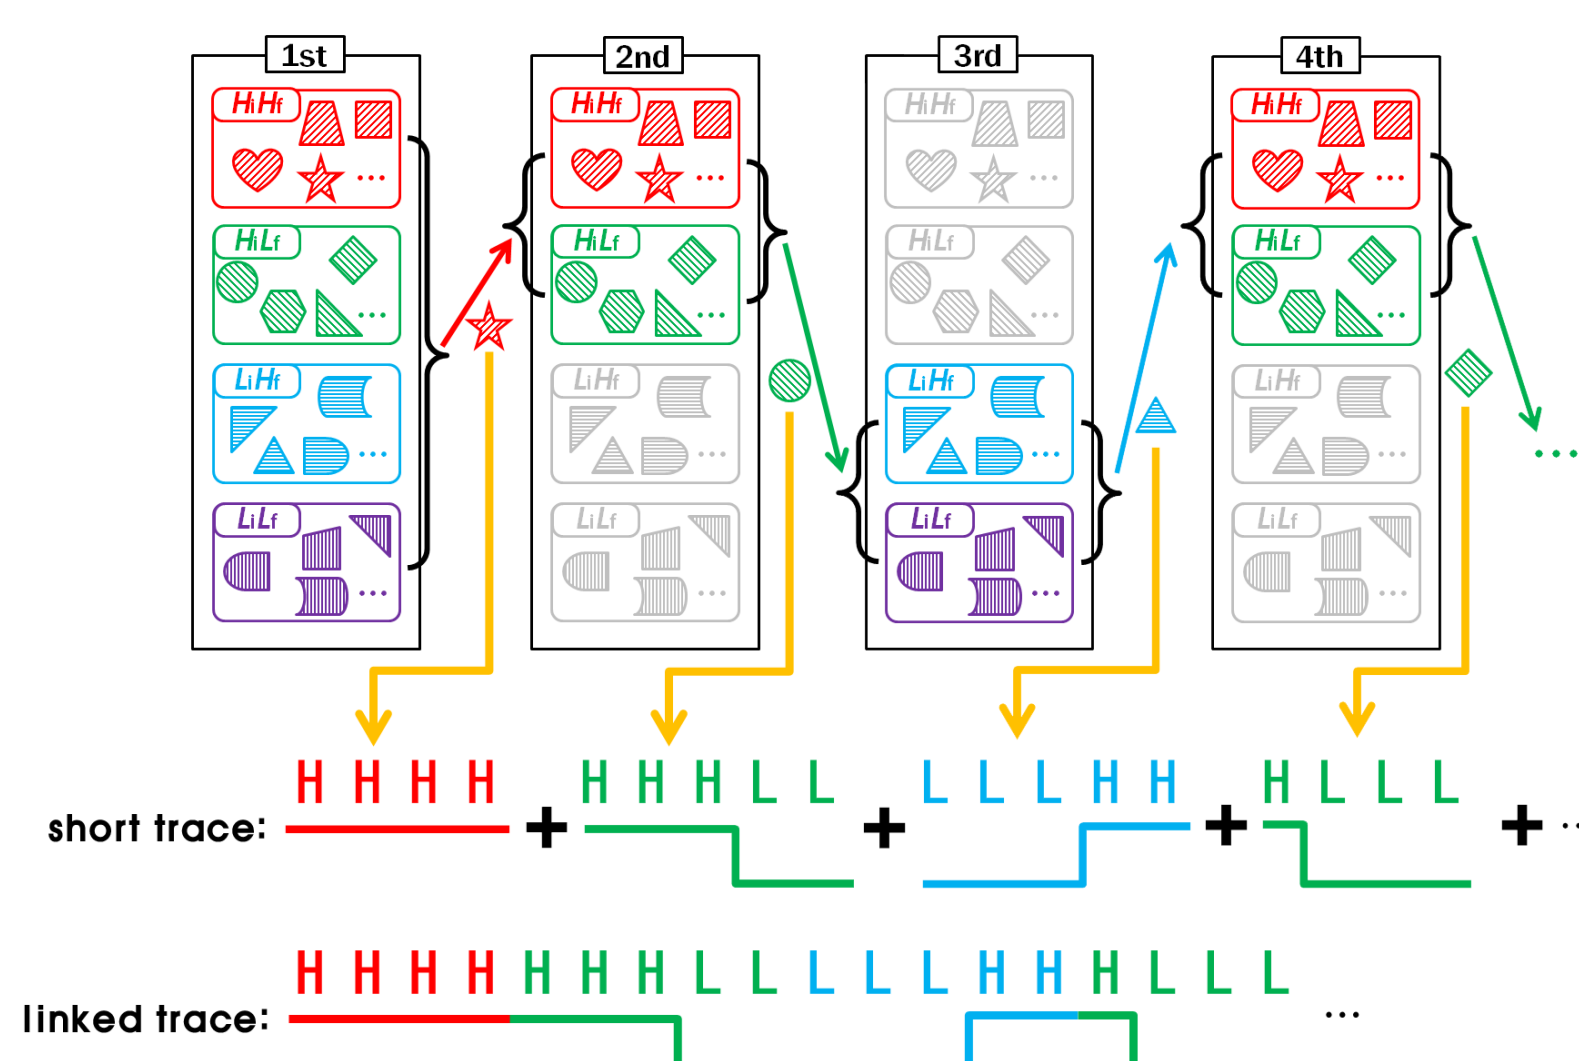 1st 2nd 3rd 4th
HiHf HiHf HiHf HiHf
... ... ... ...
HiLf HiLf HiLf HiLf
... ... ... ...
LiHf LiHf LiHf LiHf
... ... ... ... ...
LiLf LiLf LiLf LiLf
... ... ... ...
H H H H H H H L L L L L H H H L L L
short trace: + + + + ..
H H H H H H H L L L L L H H H L L L
linked trace: ...